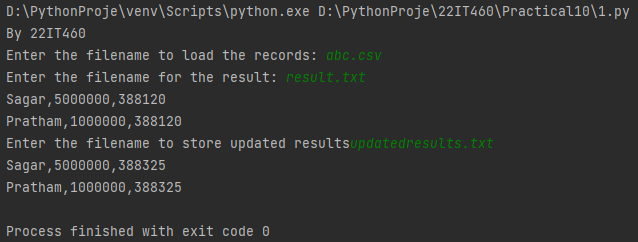 D:\PythonProje\venv\Scripts\python.exe D:\PythonProje\22IT460\Practical10\1.py
By 22IT460
Enter the filename to load the records: abc.csv
Enter the filename for the result: result.txt
Sagar,5000000,388120
Pratham,1000000,388120
Enter the filename to store updated resultsupdatedresults.txt
Sagar,5000000,388325
Pratham,1000000,388325
Process finished with exit code 0